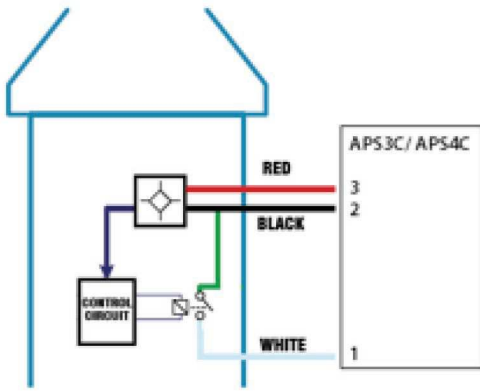 APS3C/ APS4C
RED
3
2
BLACK
CONTROL
CIRCUIT
WHITE
1